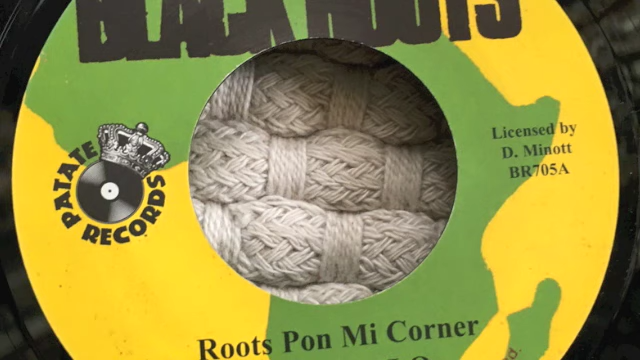 BLACK ROOTS
PATATE
RECORDS
Licensed by
D. Minott
BR705A
Roots Pon Mi Corner